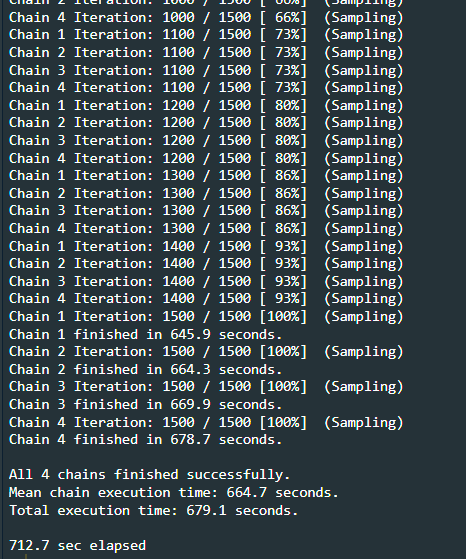 Chain 2 Iteration: 1000 / 1500 [ 66%]  (Sampling)
Chain 4 Iteration: 1000 / 1500 [ 66%]  (Sampling)
Chain 1 Iteration: 1100 / 1500 [ 73%]  (Sampling)
Chain 2 Iteration: 1100 / 1500 [ 73%]  (Sampling)
Chain 3 Iteration: 1100 / 1500 [ 73%]  (Sampling)
Chain 4 Iteration: 1100 / 1500 [ 73%]  (Sampling)
Chain 1 Iteration: 1200 / 1500 [ 80%]  (Sampling)
Chain 2 Iteration: 1200 / 1500 [ 80%]  (Sampling)
Chain 3 Iteration: 1200 / 1500 [ 80%]  (Sampling)
Chain 4 Iteration: 1200 / 1500 [ 80%]  (Sampling)
Chain 1 Iteration: 1300 / 1500 [ 86%]  (Sampling)
Chain 2 Iteration: 1300 / 1500 [ 86%]  (Sampling)
Chain 3 Iteration: 1300 / 1500 [ 86%]  (Sampling)
Chain 4 Iteration: 1300 / 1500 [ 86%]  (Sampling)
Chain 1 Iteration: 1400 / 1500 [ 93%]  (Sampling)
Chain 2 Iteration: 1400 / 1500 [ 93%]  (Sampling)
Chain 3 Iteration: 1400 / 1500 [ 93%]  (Sampling)
Chain 4 Iteration: 1400 / 1500 [ 93%]  (Sampling)
Chain 1 Iteration: 1500 / 1500 [100%]  (Sampling)
Chain 1 finished in 645.9 seconds.
Chain 2 Iteration: 1500 / 1500 [100%]  (Sampling)
Chain 2 finished in 664.3 seconds.
Chain 3 Iteration: 1500 / 1500 [100%]  (Sampling)
Chain 3 finished in 669.9 seconds.
Chain 4 Iteration: 1500 / 1500 [100%]  (Sampling)
Chain 4 finished in 678.7 seconds.

All 4 chains finished successfully.
Mean chain execution time: 664.7 seconds.
Total execution time: 679.1 seconds.

712.7 sec elapsed